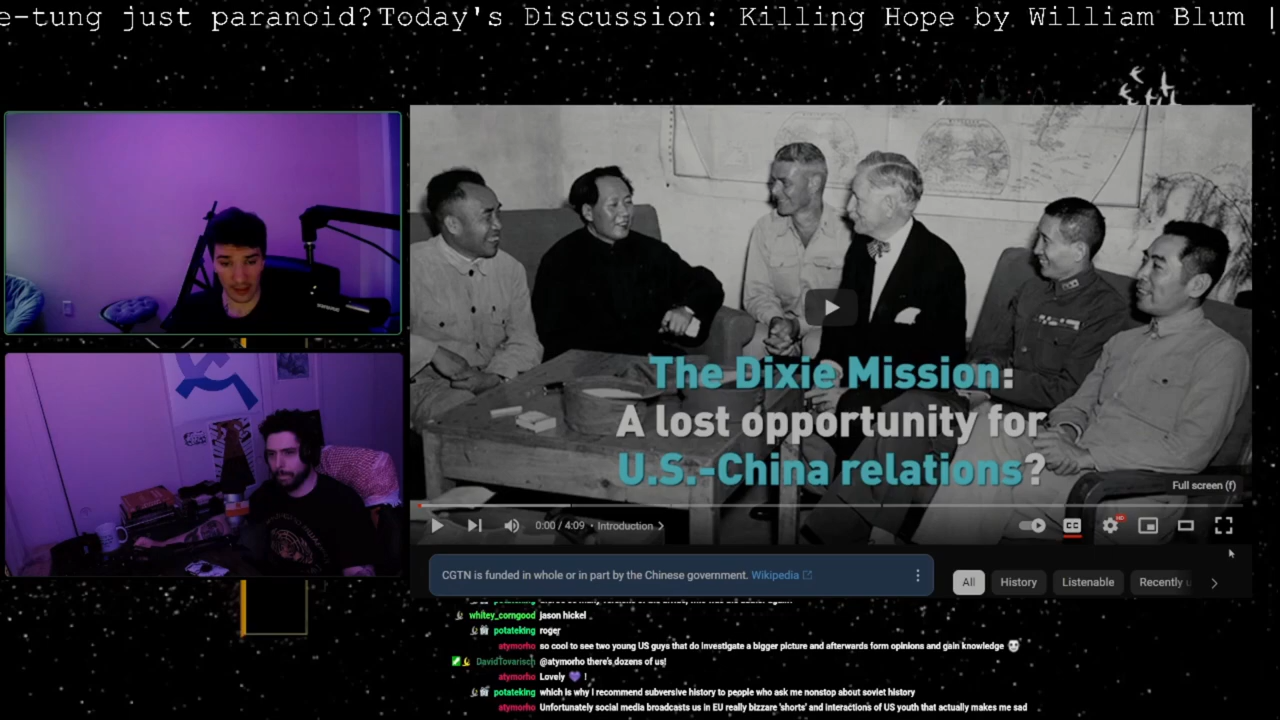 e-tung just paranoid?Today's Discussion: Killing Hope by William Blum |
The Dixie Mission:
A lost opportunity for
U.S.-China relations?
Full screen (f)
0:00 / 4:09 • Introduction >
CC
HD
CGTN is funded in whole or in part by the Chinese government. Wikipedia
All
History
Listenable
Recently u
whitey_corngood jason hickel
potateking roger
atymorho so cool to see two young US guys that do investigate a bigger picture and afterwards form opinions and gain knowledge
DavidTovarisch @atymorho there's dozens of us!
atymorho Lovely 💜 !
potateking which is why I recommend subversive history to people who ask me nonstop about soviet history
atymorho Unfortunately social media broadcasts us in EU really bizzare 'shorts' and interactions of US youth that actually makes me sad